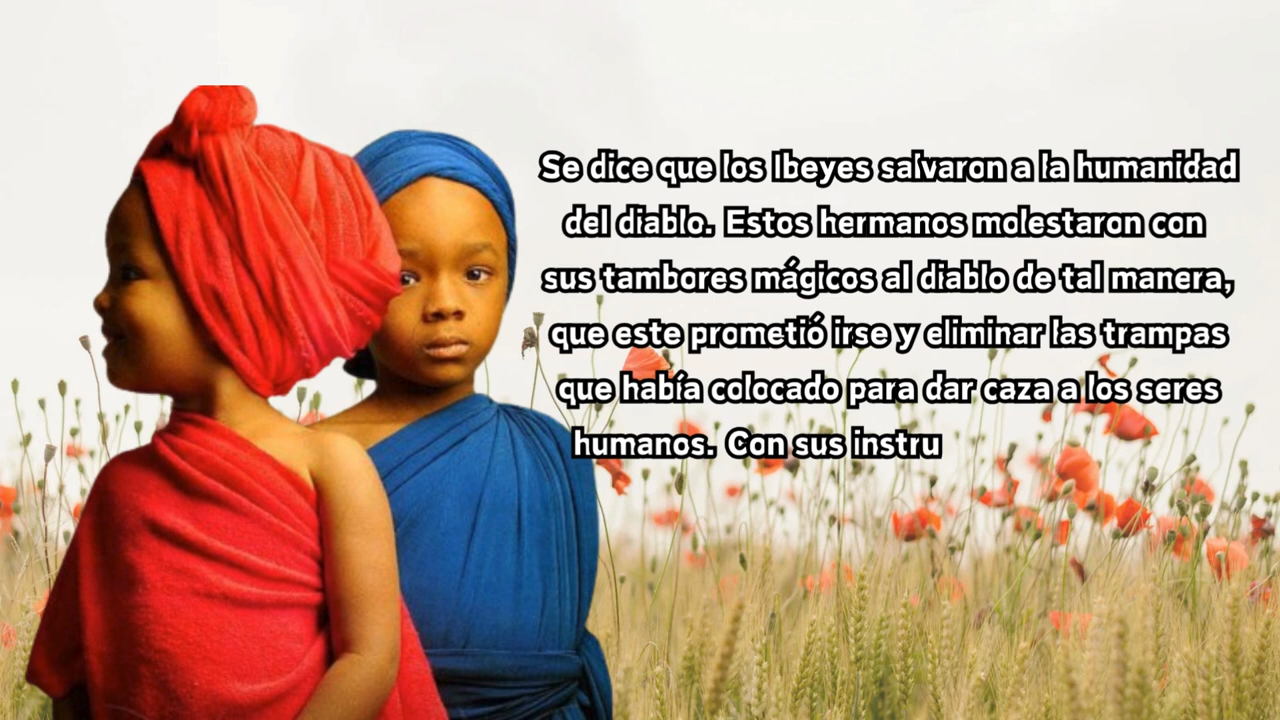 Se dice que los Ibeyes salvaron a la humanidad
del diablo. Estos hermanos molestaron con
sus tambores mágicos al diablo de tal manera,
que este prometió irse y eliminar las trampas
que había colocado para dar caza a los seres
humanos. Con sus instru